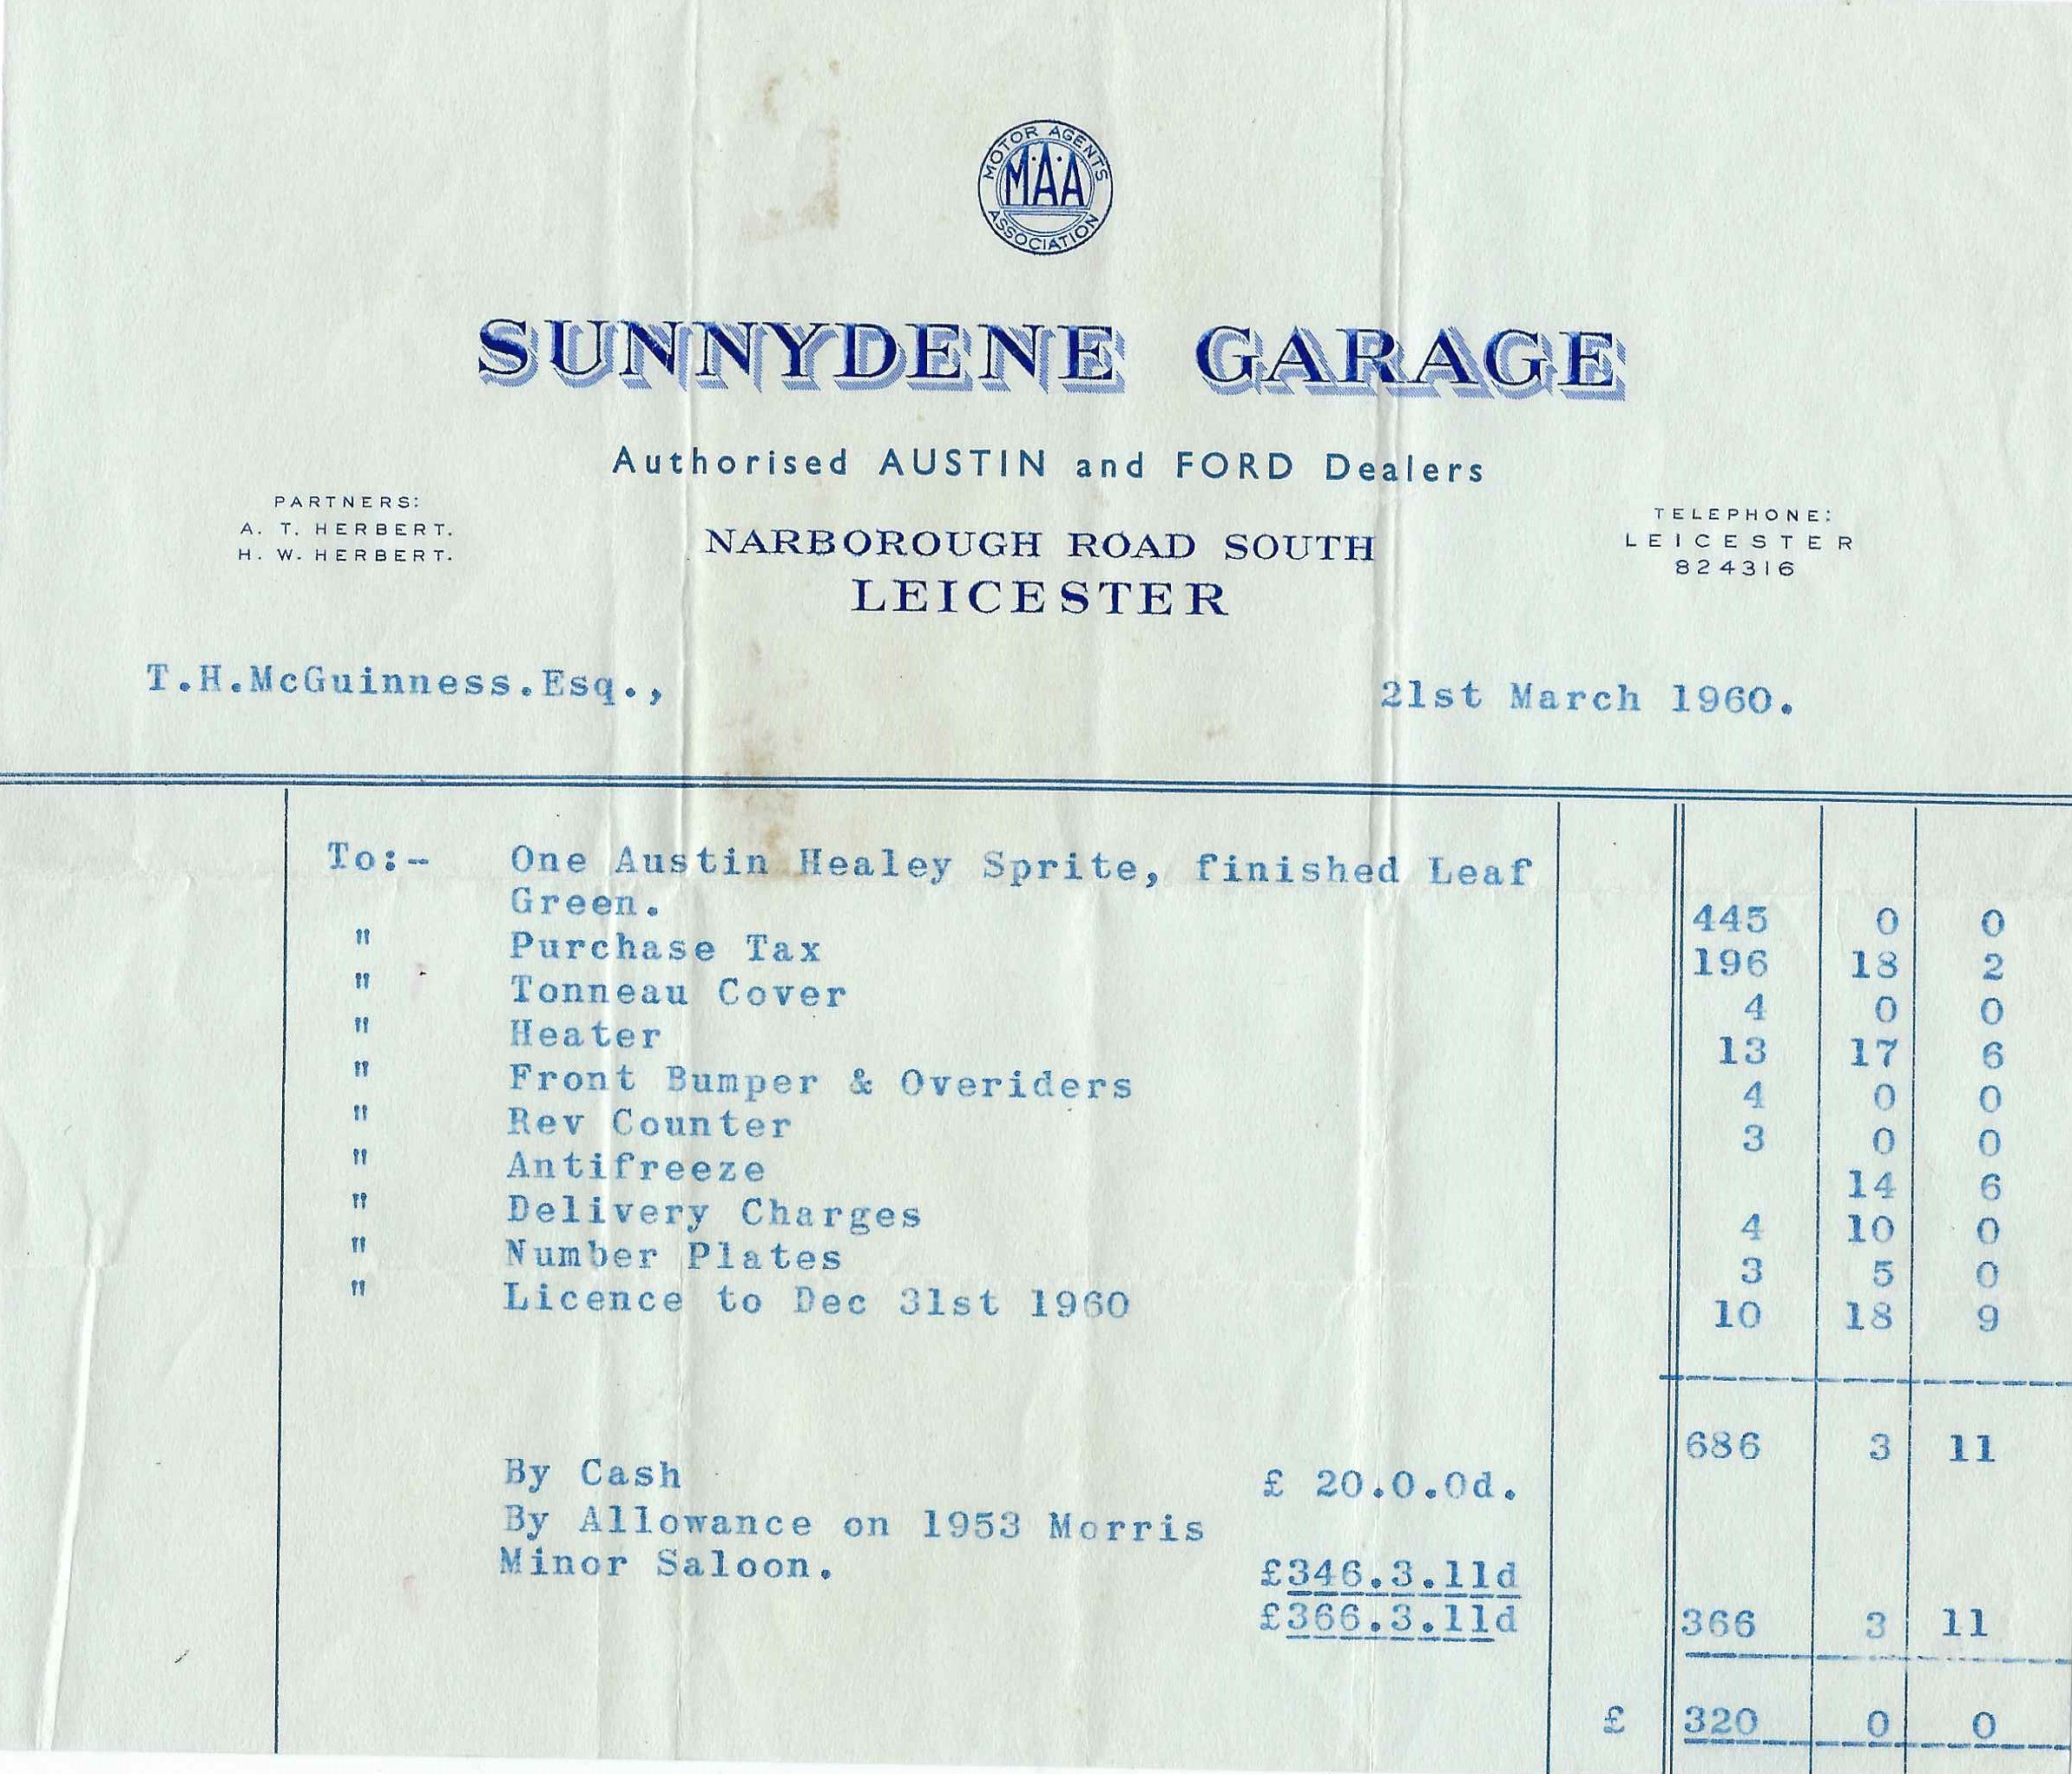 MOTOR AGENTS
M.A.A
ASSOCIATION
SUNNYDENE GARAGE
Authorised AUSTIN and FORD Dealers
PARTNERS:
A. T. HERBERT.
H. W. HERBERT.
NARBOROUGH ROAD SOUTH
LEICESTER
TELEPHONE:
LEICESTER
824316
T.H.McGuinness.Esq.,
21st March 1960.
To:- One Austin Healey Sprite, finished Leaf
Green. 445 0 0
" Purchase Tax 196 18 2
" Tonneau Cover 4 0 0
" Heater 13 17 6
" Front Bumper & Overiders 4 0 0
" Rev Counter 3 0 0
" Antifreeze 14 6
" Delivery Charges 4 10 0
" Number Plates 3 5 0
" Licence to Dec 31st 1960 10 18 9
686 3 11
By Cash £ 20.0.0d.
By Allowance on 1953 Morris
Minor Saloon. £346.3.11d
£366.3.11d 366 3 11
£ 320 0 0